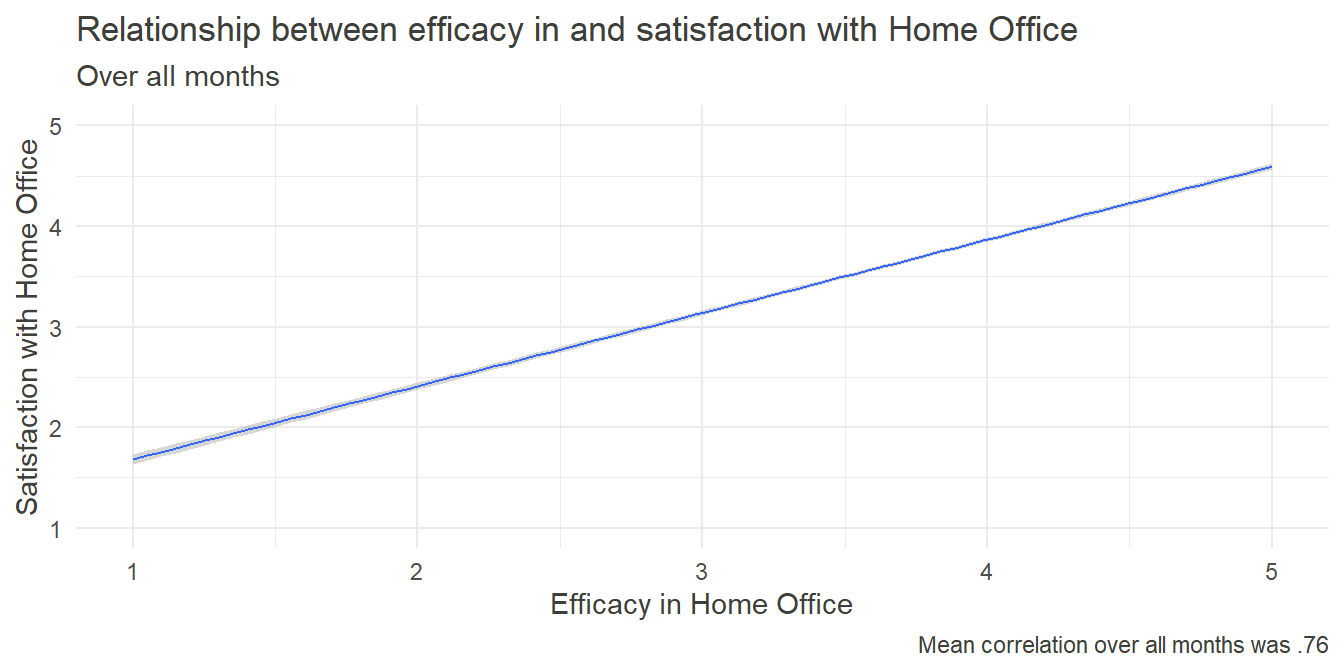 Relationship between efficacy in and satisfaction with Home Office
Over all months
Satisfaction with Home Office
5
4
3
2
1
1 2 3 4 5
Efficacy in Home Office
Mean correlation over all months was .76